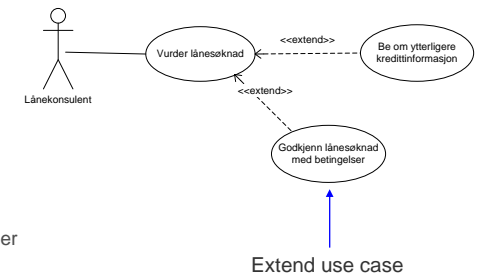 <<extend>>
Vurder lånesøknad
Be om ytterligere
kredittinformasjon
Lånekonsulent
<<extend>>
Godkjenn lånesøknad
med betingelser
er
Extend use case